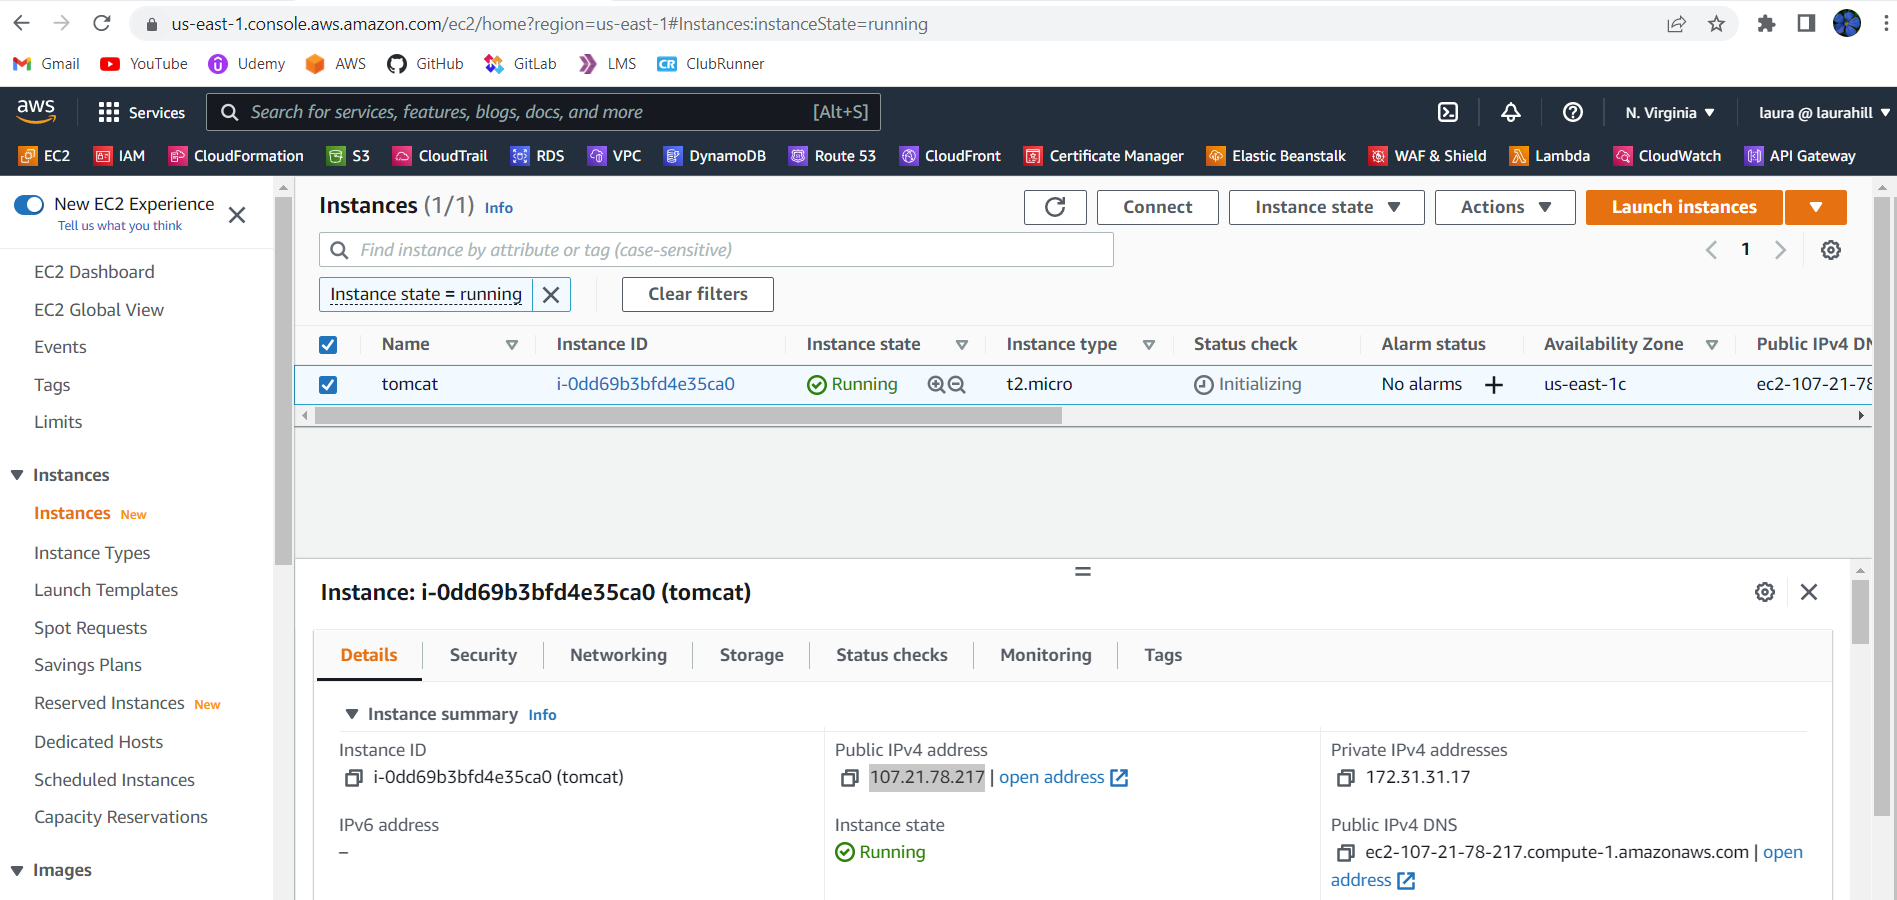 us-east-1.console.aws.amazon.com/ec2/home?region=us-east-1#Instances:instanceState=running
Gmail YouTube Udemy AWS GitHub GitLab LMS CR ClubRunner
aws Services Search for services, features, blogs, docs, and more [Alt+S] N. Virginia laura @ laurahill
EC2 IAM CloudFormation S3 CloudTrail RDS VPC DynamoDB Route 53 CloudFront Certificate Manager Elastic Beanstalk WAF & Shield Lambda CloudWatch API Gateway
New EC2 Experience
Tell us what you think
EC2 Dashboard
EC2 Global View
Events
Tags
Limits
Instances
Instances New
Instance Types
Launch Templates
Spot Requests
Savings Plans
Reserved Instances New
Dedicated Hosts
Scheduled Instances
Capacity Reservations
Images
Instances (1/1) Info Connect Instance state Actions Launch instances
Find instance by attribute or tag (case-sensitive) 1
Instance state = running Clear filters
Name Instance ID Instance state Instance type Status check Alarm status Availability Zone Public IPv4 DN
tomcat i-0dd69b3bfd4e35ca0 Running t2.micro Initializing No alarms us-east-1c ec2-107-21-78
Instance: i-0dd69b3bfd4e35ca0 (tomcat)
Details Security Networking Storage Status checks Monitoring Tags
Instance summary Info
Instance ID
i-0dd69b3bfd4e35ca0 (tomcat)
Public IPv4 address
107.21.78.217 | open address
Private IPv4 addresses
172.31.31.17
IPv6 address
–
Instance state
Running
Public IPv4 DNS
ec2-107-21-78-217.compute-1.amazonaws.com | open
address